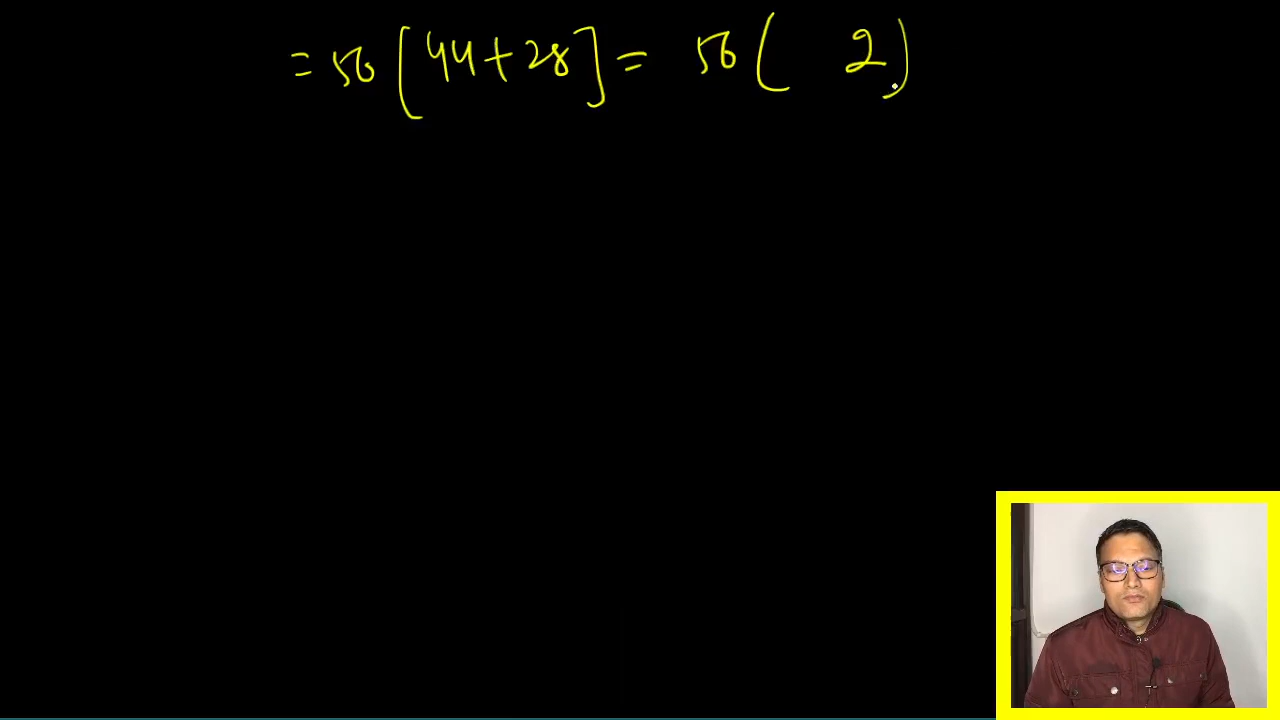 = 56 [44+28] = 56 ( 2)